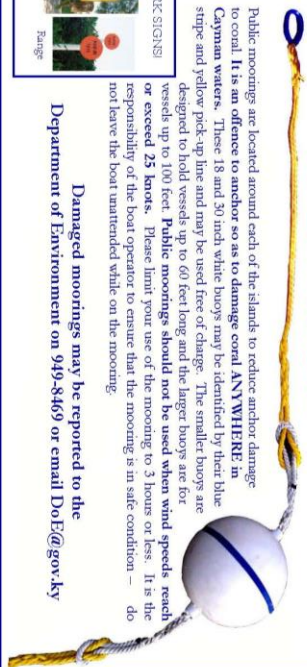 Public moorings are located around each of the islands to reduce anchor damage
to coral. It is an offence to anchor so as to damage coral ANYWHERE in
Cayman waters. These 18 and 30 inch white buoys may be identified by their blue
stripe and yellow pick-up line and may be used free of charge. The smaller buoys are
designed to hold vessels up to 60 feet long and the larger buoys are for
vessels up to 100 feet. Public moorings should not be used when wind speeds reach
or exceed 25 knots. Please limit your use of the mooring to 3 hours or less. It is the
responsibility of the boat operator to ensure that the mooring is in safe condition – do
not leave the boat unattended while on the mooring.
Damaged moorings may be reported to the
Department of Environment on 949-8469 or email DoE@gov.ky
SIGNS!
Range